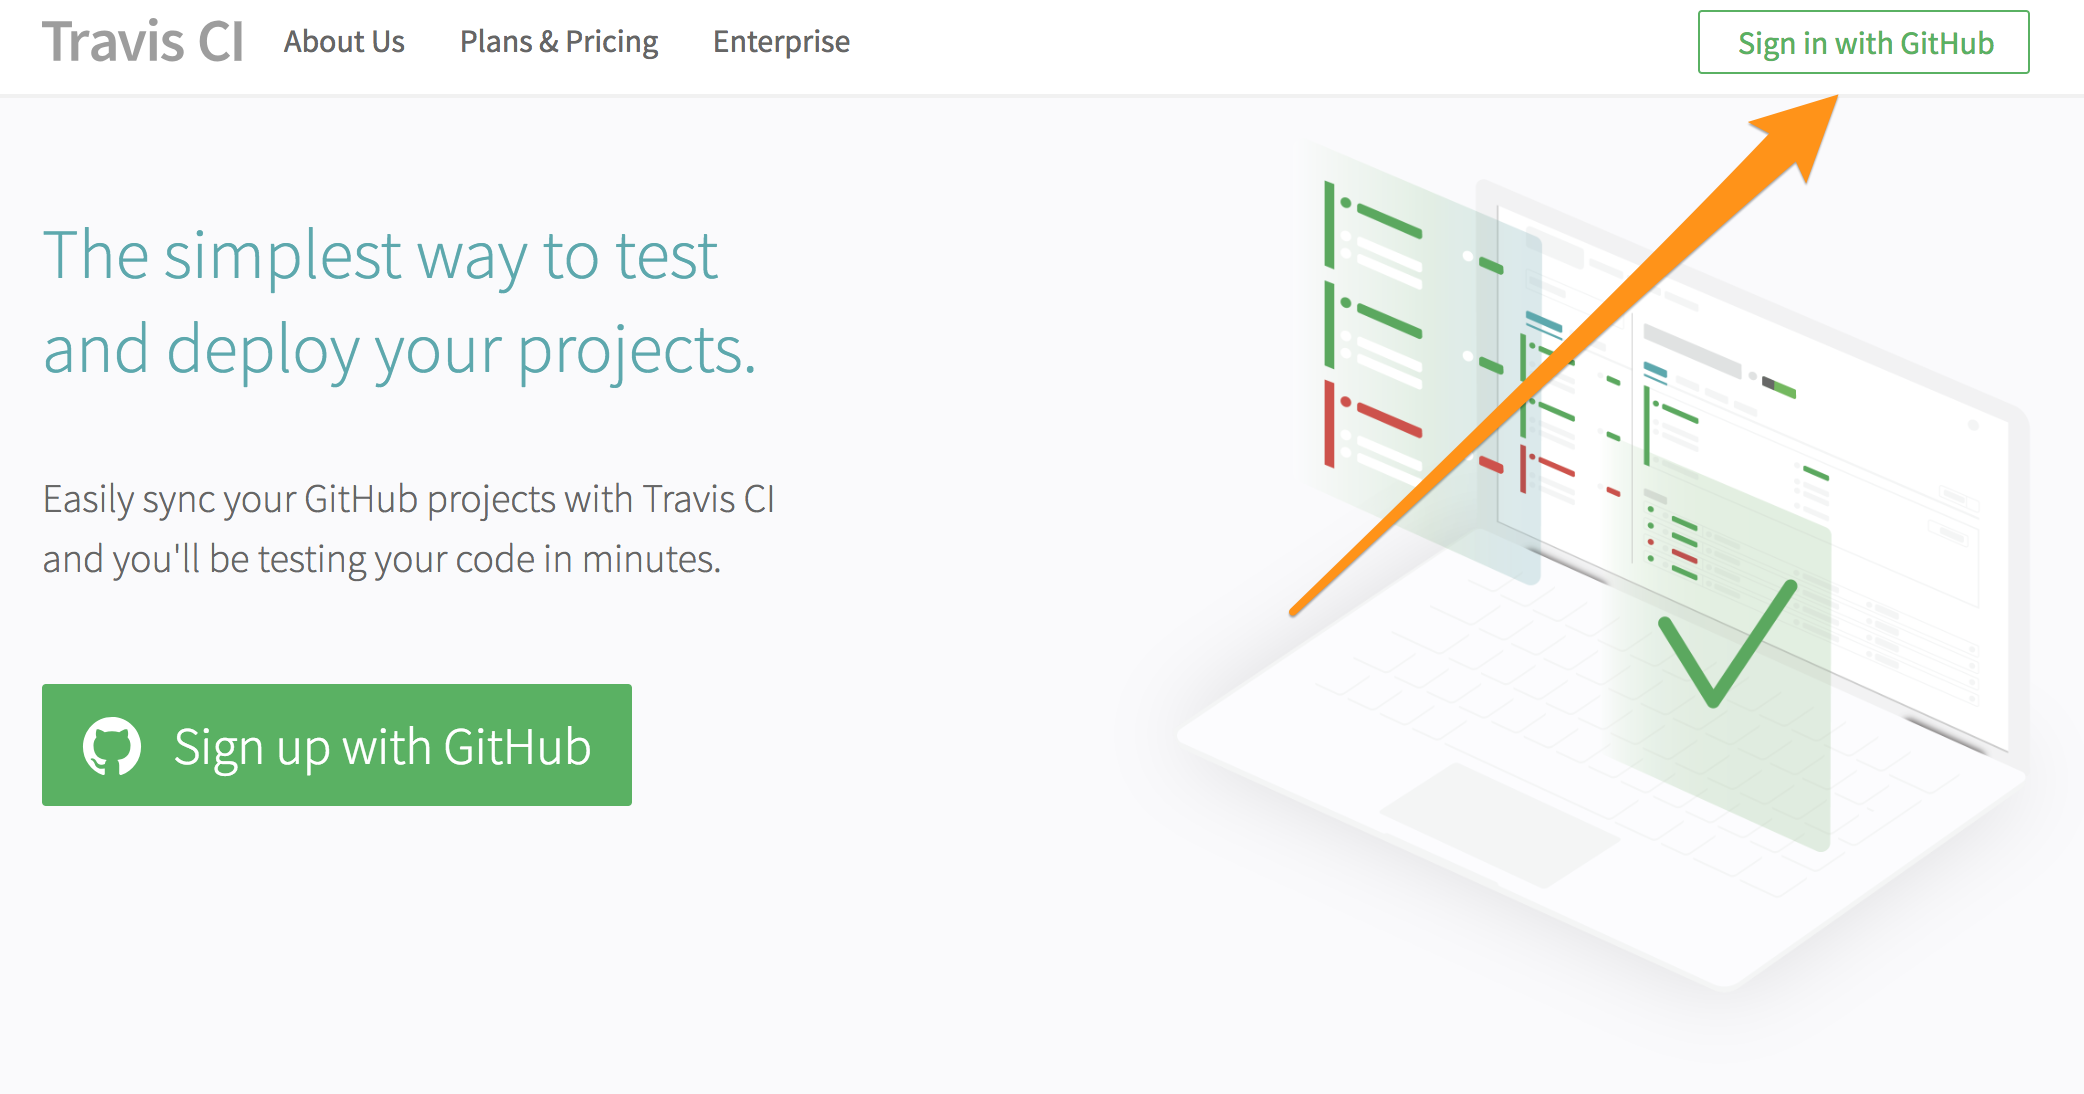 Travis CI
About Us
Plans & Pricing
Enterprise
Sign in with GitHub
The simplest way to test
and deploy your projects.
Easily sync your GitHub projects with Travis CI
and you'll be testing your code in minutes.
Sign up with GitHub